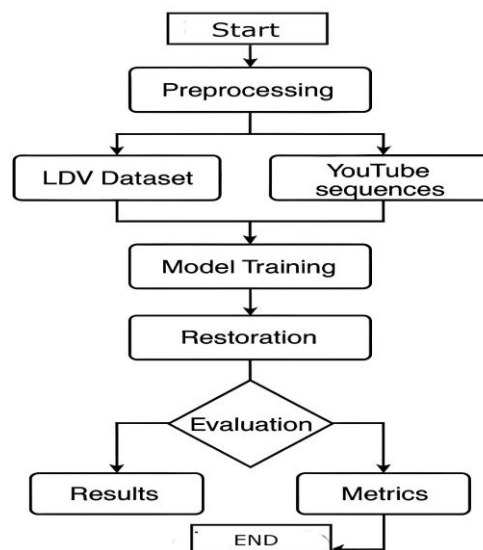 Start
Preprocessing
LDV Dataset
YouTube
sequences
Model Training
Restoration
Evaluation
Results
Metrics
END